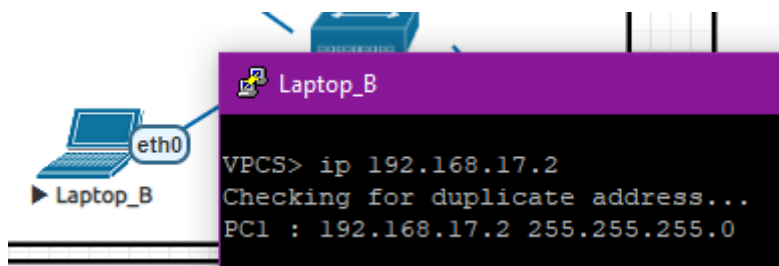 Laptop_B
eth0
Laptop_B
VPCS> ip 192.168.17.2
Checking for duplicate address...
PC1 : 192.168.17.2 255.255.255.0